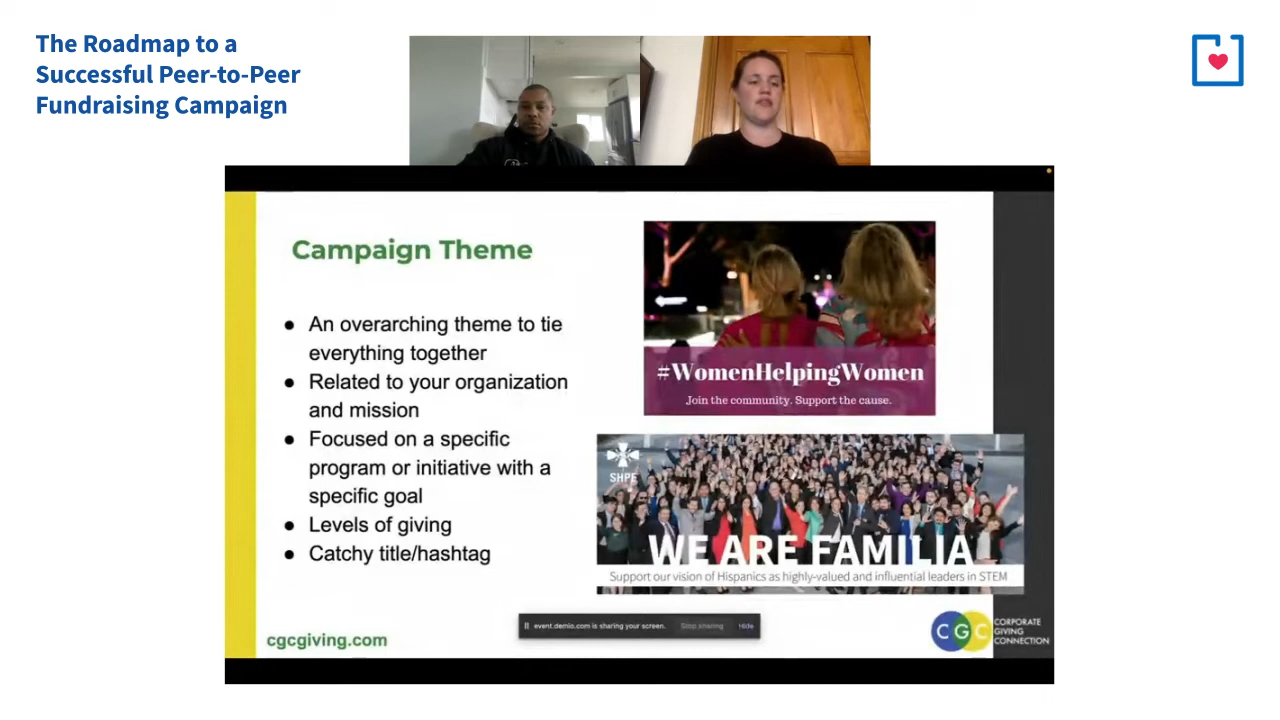 The Roadmap to a
Successful Peer-to-Peer
Fundraising Campaign
Campaign Theme
● An overarching theme to tie
everything together
● Related to your organization
and mission
● Focused on a specific
program or initiative with a
specific goal
● Levels of giving
● Catchy title/hashtag
#WomenHelpingWomen
Join the community. Support the cause.
SHPE
WE ARE FAMILIA
Support our vision of Hispanics as highly-valued and influential leaders in STEM
event.demio.com is sharing your screen.
Stop sharing
Hide
cgcgiving.com
CGC
CORPORATE
GIVING
CONNECTION